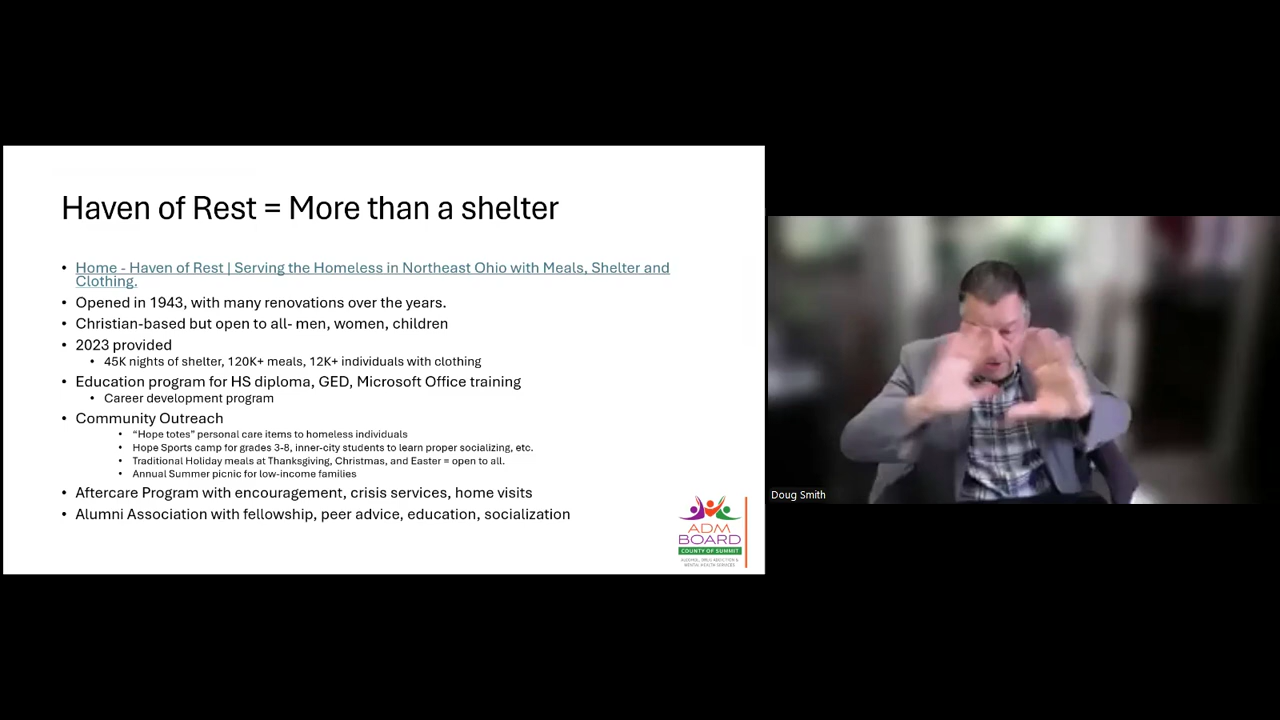 Haven of Rest = More than a shelter
• Home - Haven of Rest | Serving the Homeless in Northeast Ohio with Meals, Shelter and
Clothing.
• Opened in 1943, with many renovations over the years.
• Christian-based but open to all- men, women, children
• 2023 provided
• 45K nights of shelter, 120K+ meals, 12K+ individuals with clothing
• Education program for HS diploma, GED, Microsoft Office training
• Career development program
• Community Outreach
• “Hope totes” personal care items to homeless individuals
• Hope Sports camp for grades 3-8, inner-city students to learn proper socializing, etc.
• Traditional Holiday meals at Thanksgiving, Christmas, and Easter = open to all.
• Annual Summer picnic for low-income families
• Aftercare Program with encouragement, crisis services, home visits
• Alumni Association with fellowship, peer advice, education, socialization
ADM
BOARD
COUNTY OF SUMMIT
ALCOHOL, DRUG ADDICTION &
MENTAL HEALTH SERVICES
Doug Smith